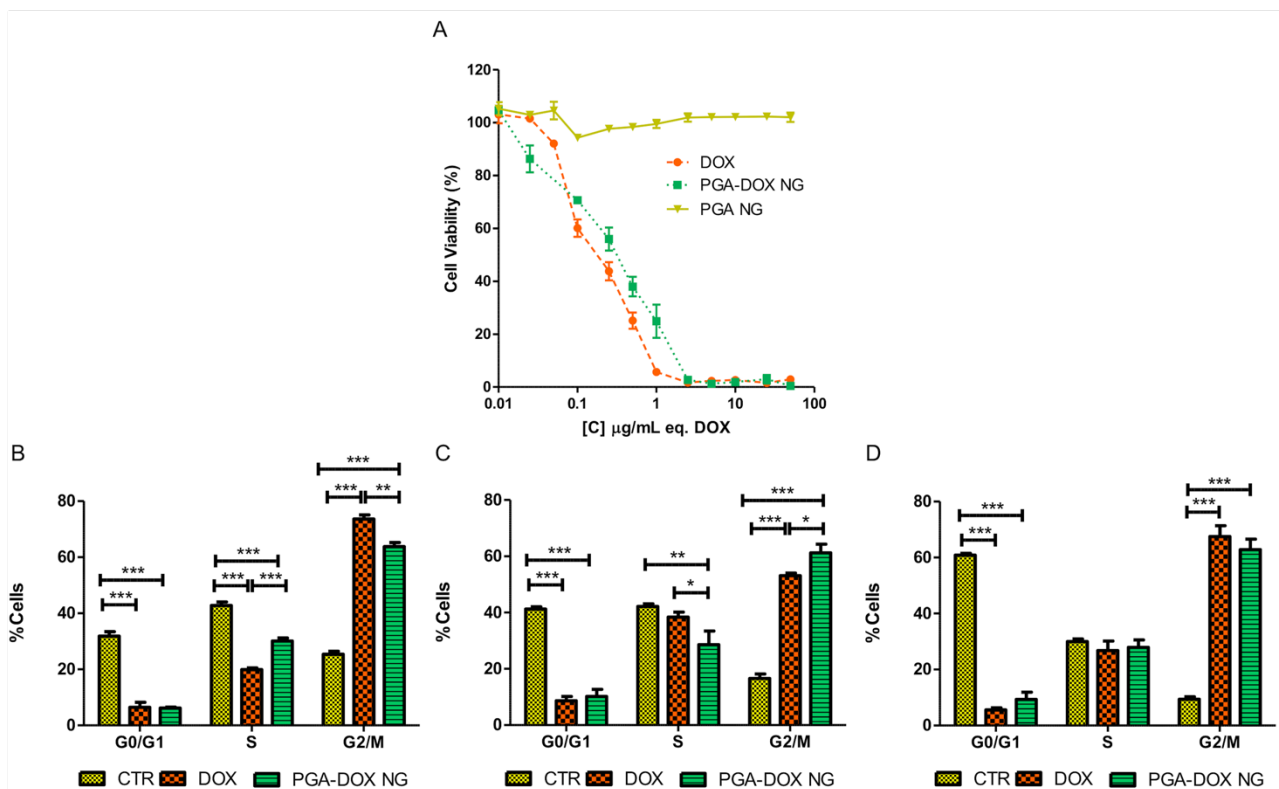 A
120
100
80
60
40
20
0
Cell Viability (%)
DOX
PGA-DOX NG
PGA NG
0.01 0.1 1 10 100
[C] μg/mL eq. DOX
B
80
60
40
20
0
%Cells
***
***
***
***
***
***
***
**
G0/G1 S G2/M
CTR DOX PGA-DOX NG
C
80
60
40
20
0
%Cells
***
***
**
*
***
***
*
G0/G1 S G2/M
CTR DOX PGA-DOX NG
D
80
60
40
20
0
%Cells
***
***
***
***
G0/G1 S G2/M
CTR DOX PGA-DOX NG